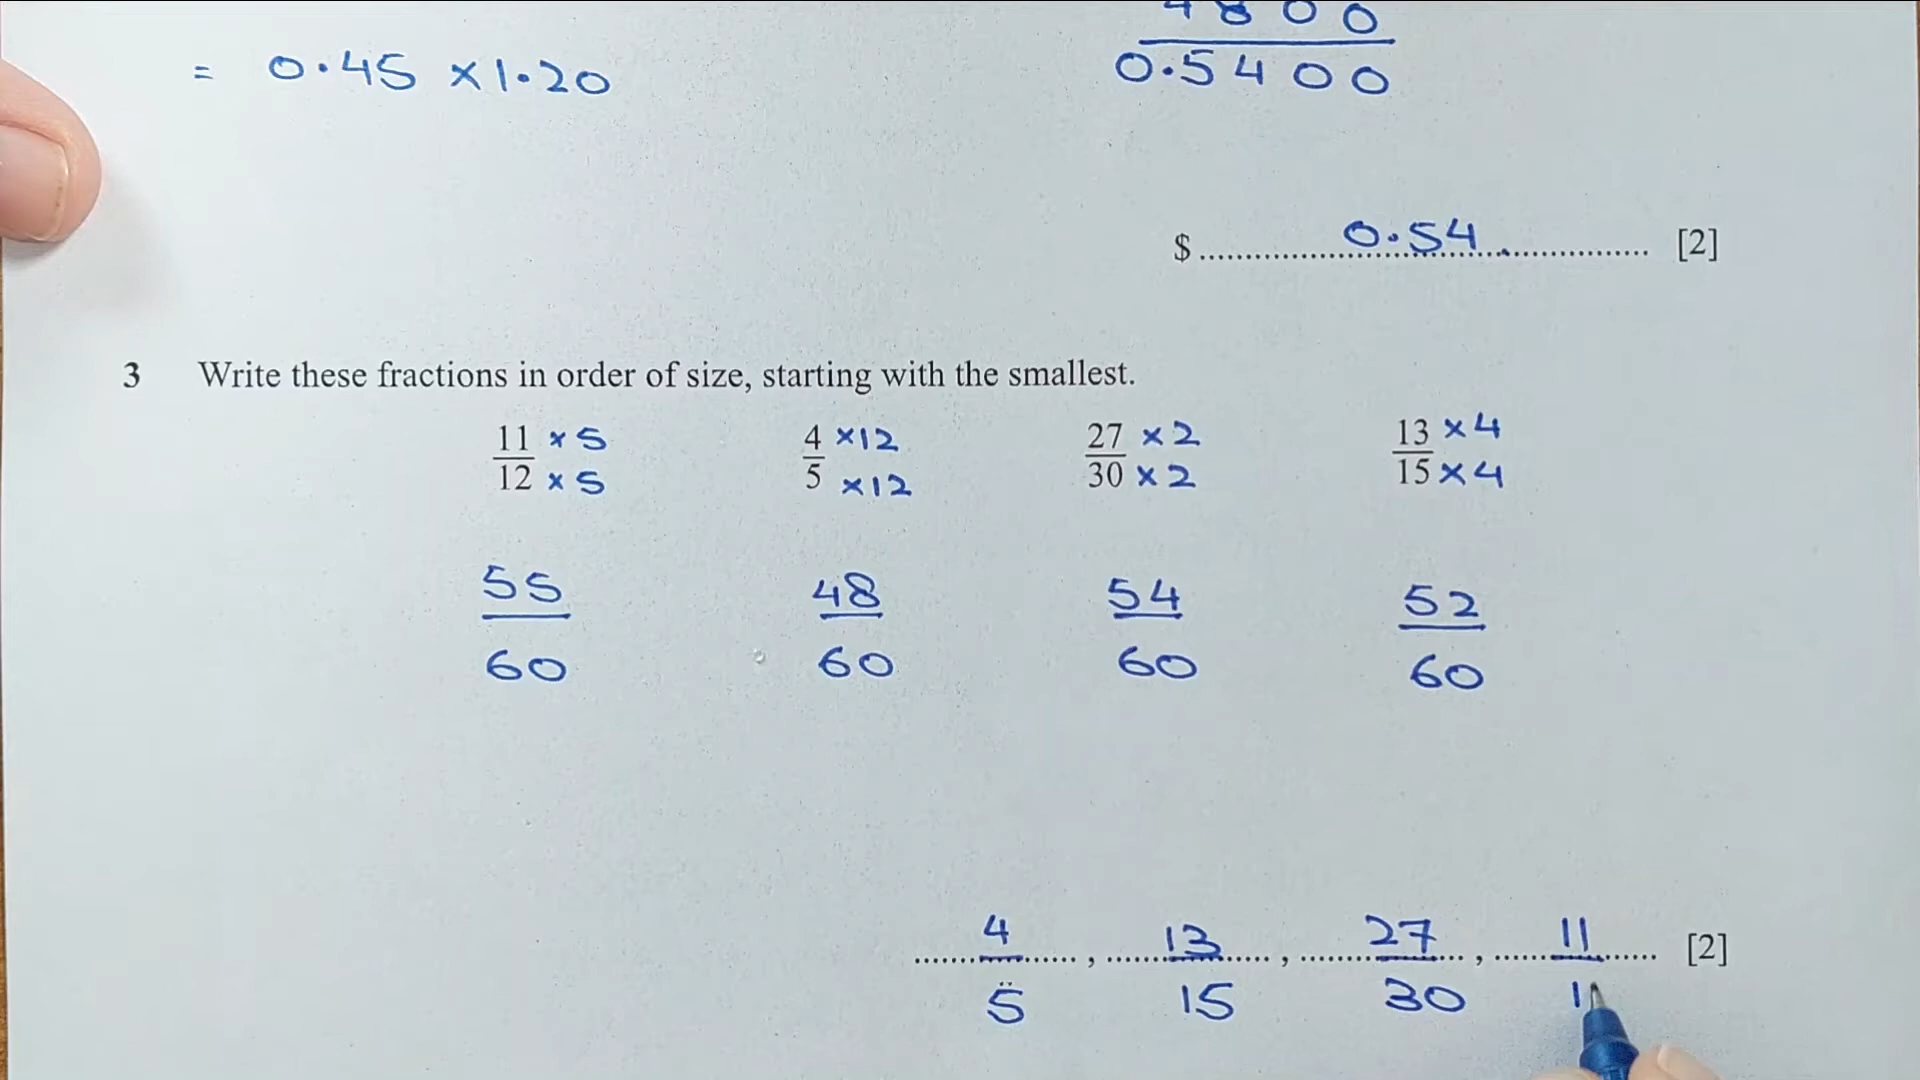 4800
= 0.45 × 1.20
0.5400
$ 0.54 [2]
3 Write these fractions in order of size, starting with the smallest.
11 × 5 4 × 12 27 × 2 13 × 4
12 × 5 5 × 12 30 × 2 15 × 4
55 48 54 52
60 60 60 60
4 , 13 , 27 , 11 [2]
5 15 30 1